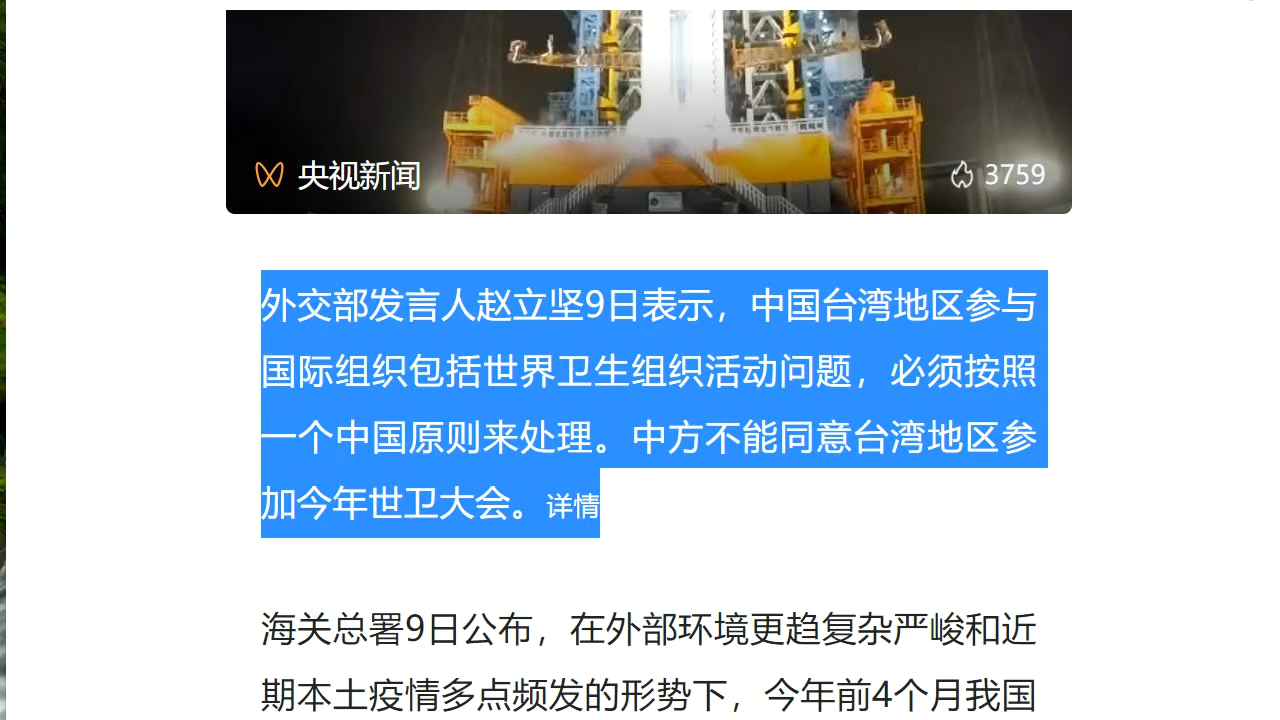 央视新闻
3759
外交部发言人赵立坚9日表示，中国台湾地区参与
国际组织包括世界卫生组织活动问题，必须按照
一个中国原则来处理。中方不能同意台湾地区参
加今年世卫大会。详情
海关总署9日公布，在外部环境更趋复杂严峻和近
期本土疫情多点频发的形势下，今年前4个月我国